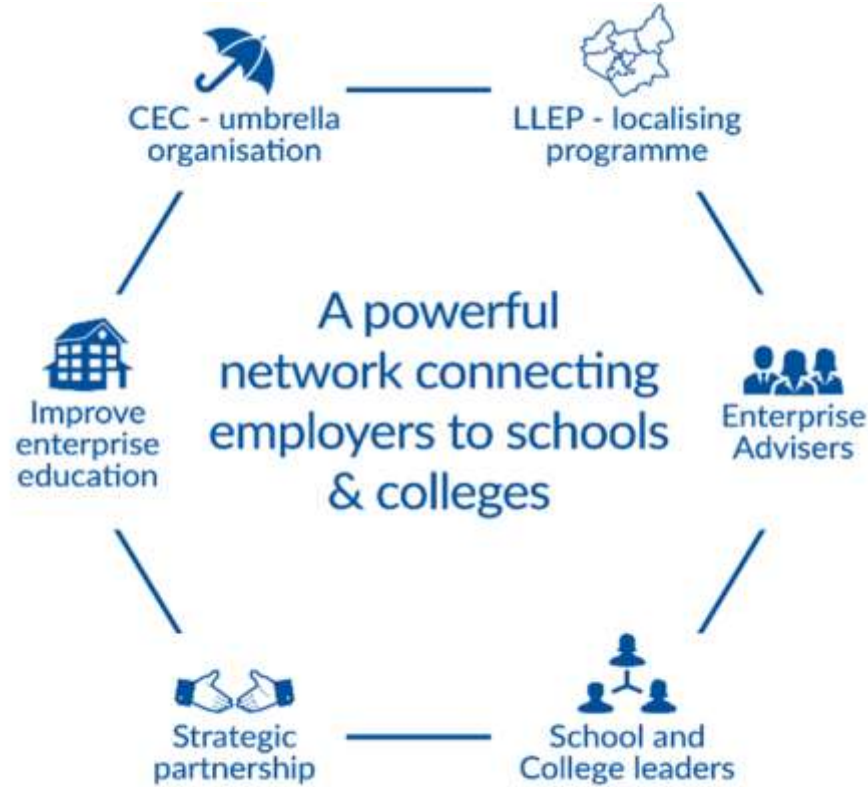 CEC - umbrella
organisation
LLEP - localising
programme
A powerful
network connecting
employers to schools
& colleges
Improve
enterprise
education
Enterprise
Advisers
Strategic
partnership
School and
College leaders